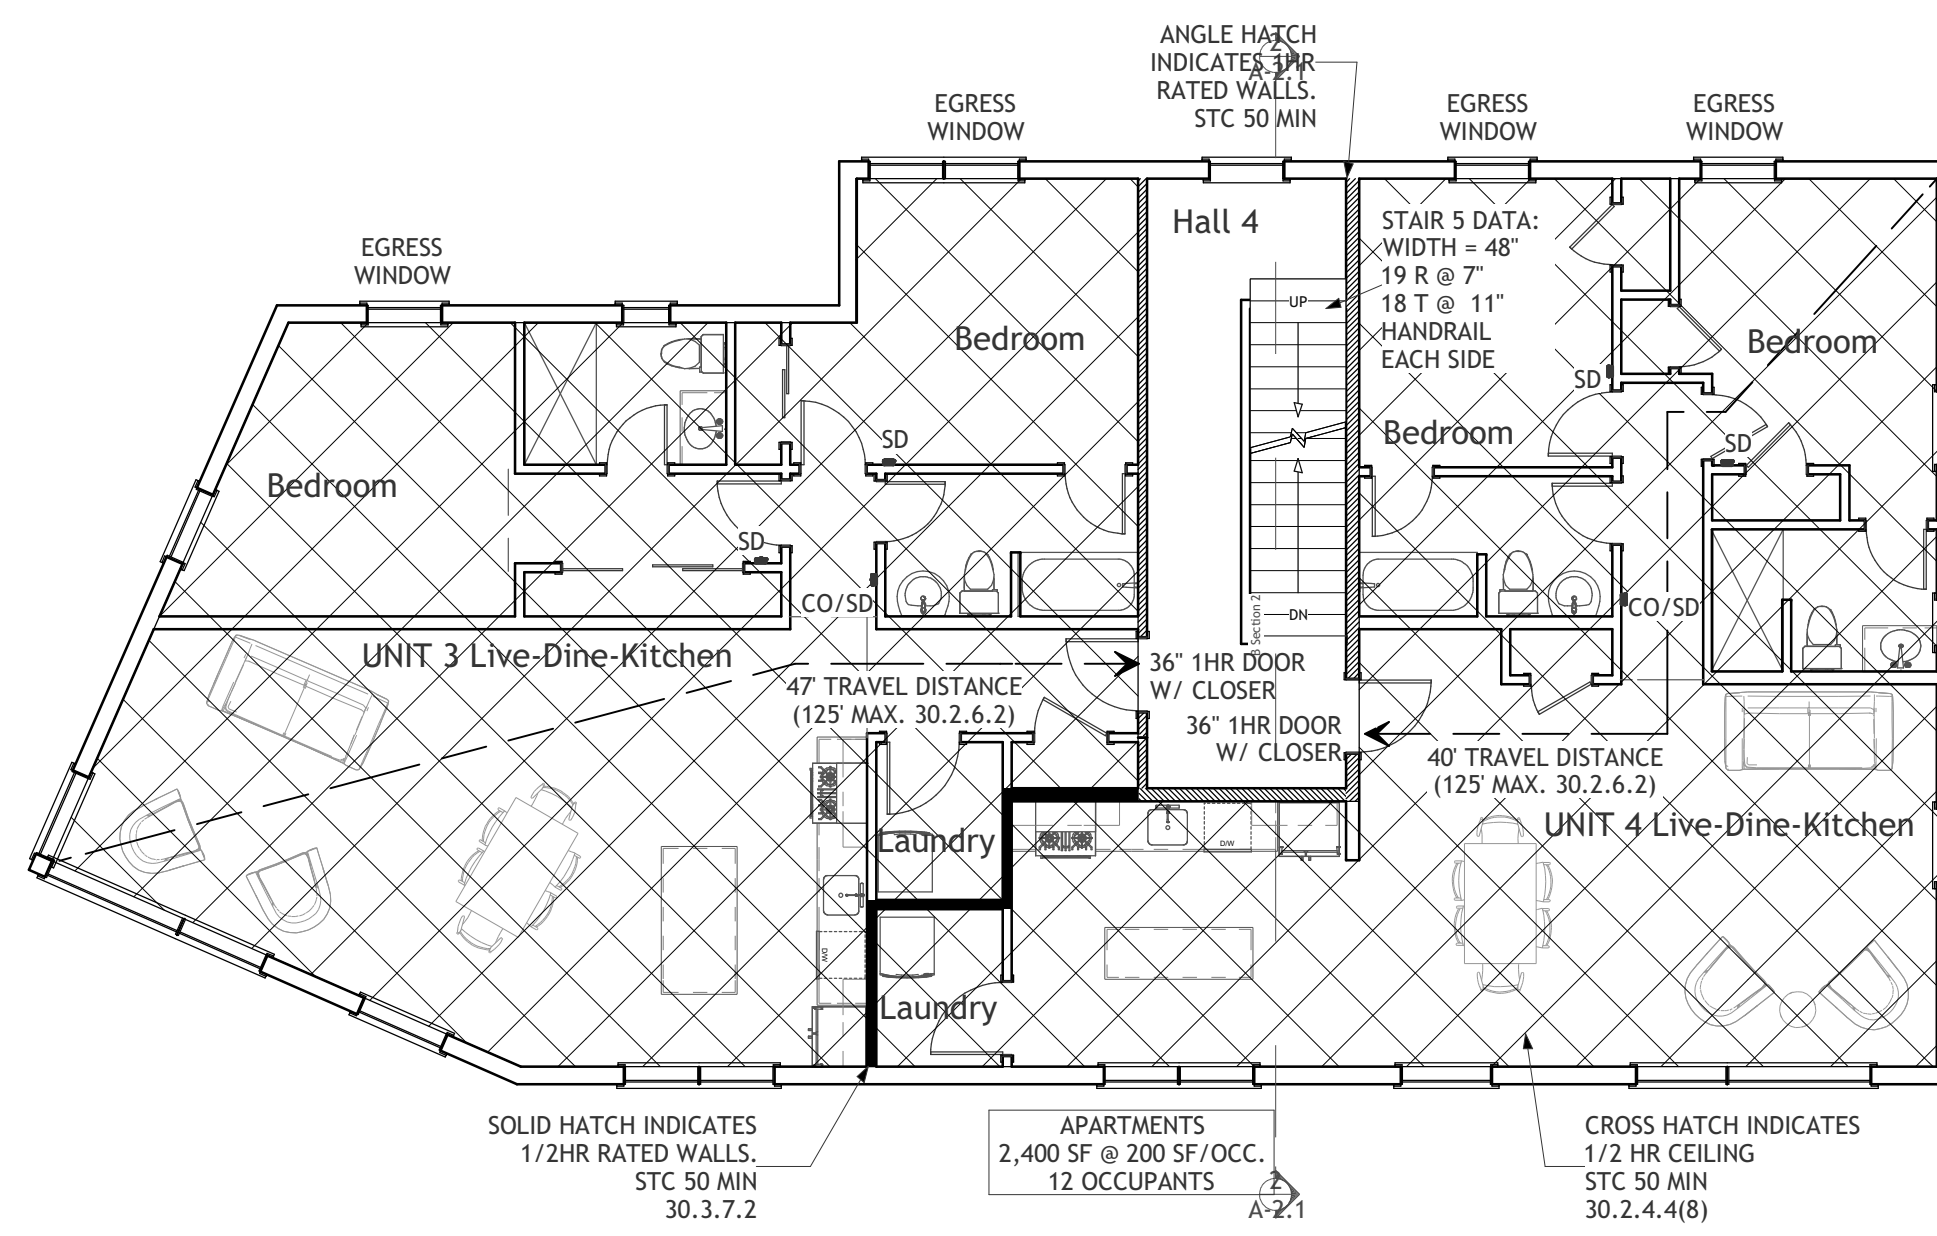 ANGLE HATCH
INDICATES 1HR
RATED WALLS.
STC 50 MIN
2
A-2.1
EGRESS
WINDOW
EGRESS
WINDOW
EGRESS
WINDOW
EGRESS
WINDOW
Hall 4
STAIR 5 DATA:
WIDTH = 48"
19 R @ 7"
18 T @ 11"
HANDRAIL
EACH SIDE
UP
Bedroom
Bedroom
SD
Bedroom
SD
SD
Bedroom
SD
CO/SD
CO/SD
B Section 2
DN
UNIT 3 Live-Dine-Kitchen
36" 1HR DOOR
W/ CLOSER
47' TRAVEL DISTANCE
(125' MAX. 30.2.6.2)
36" 1HR DOOR
W/ CLOSER
40' TRAVEL DISTANCE
(125' MAX. 30.2.6.2)
UNIT 4 Live-Dine-Kitchen
Laundry
D/W
D/W
Laundry
SOLID HATCH INDICATES
1/2HR RATED WALLS.
STC 50 MIN
30.3.7.2
APARTMENTS
2,400 SF @ 200 SF/OCC.
12 OCCUPANTS
2
A-2.1
CROSS HATCH INDICATES
1/2 HR CEILING
STC 50 MIN
30.2.4.4(8)